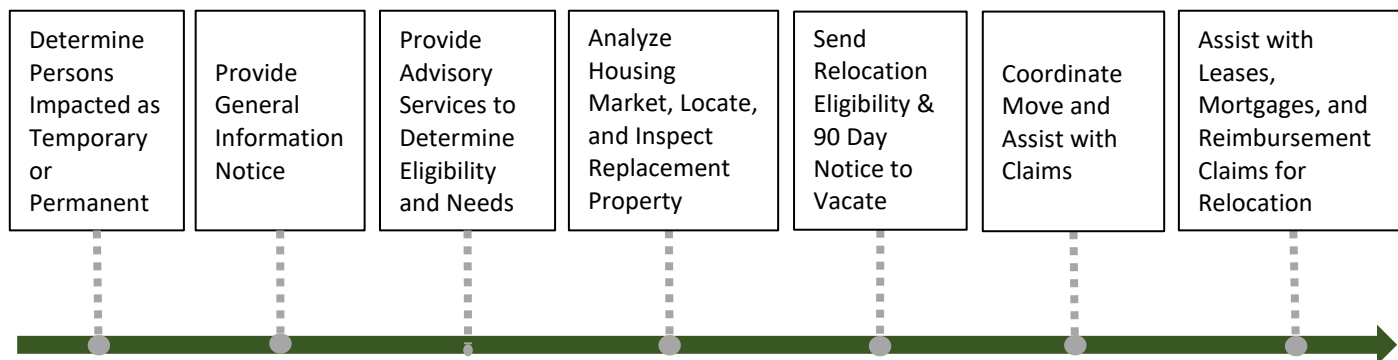 Determine
Persons
Impacted as
Temporary
or
Permanent
Provide
General
Information
Notice
Provide
Advisory
Services to
Determine
Eligibility
and Needs
Analyze
Housing
Market, Locate,
and Inspect
Replacement
Property
Send
Relocation
Eligibility &
90 Day
Notice to
Vacate
Coordinate
Move and
Assist with
Claims
Assist with
Leases,
Mortgages, and
Reimbursement
Claims for
Relocation